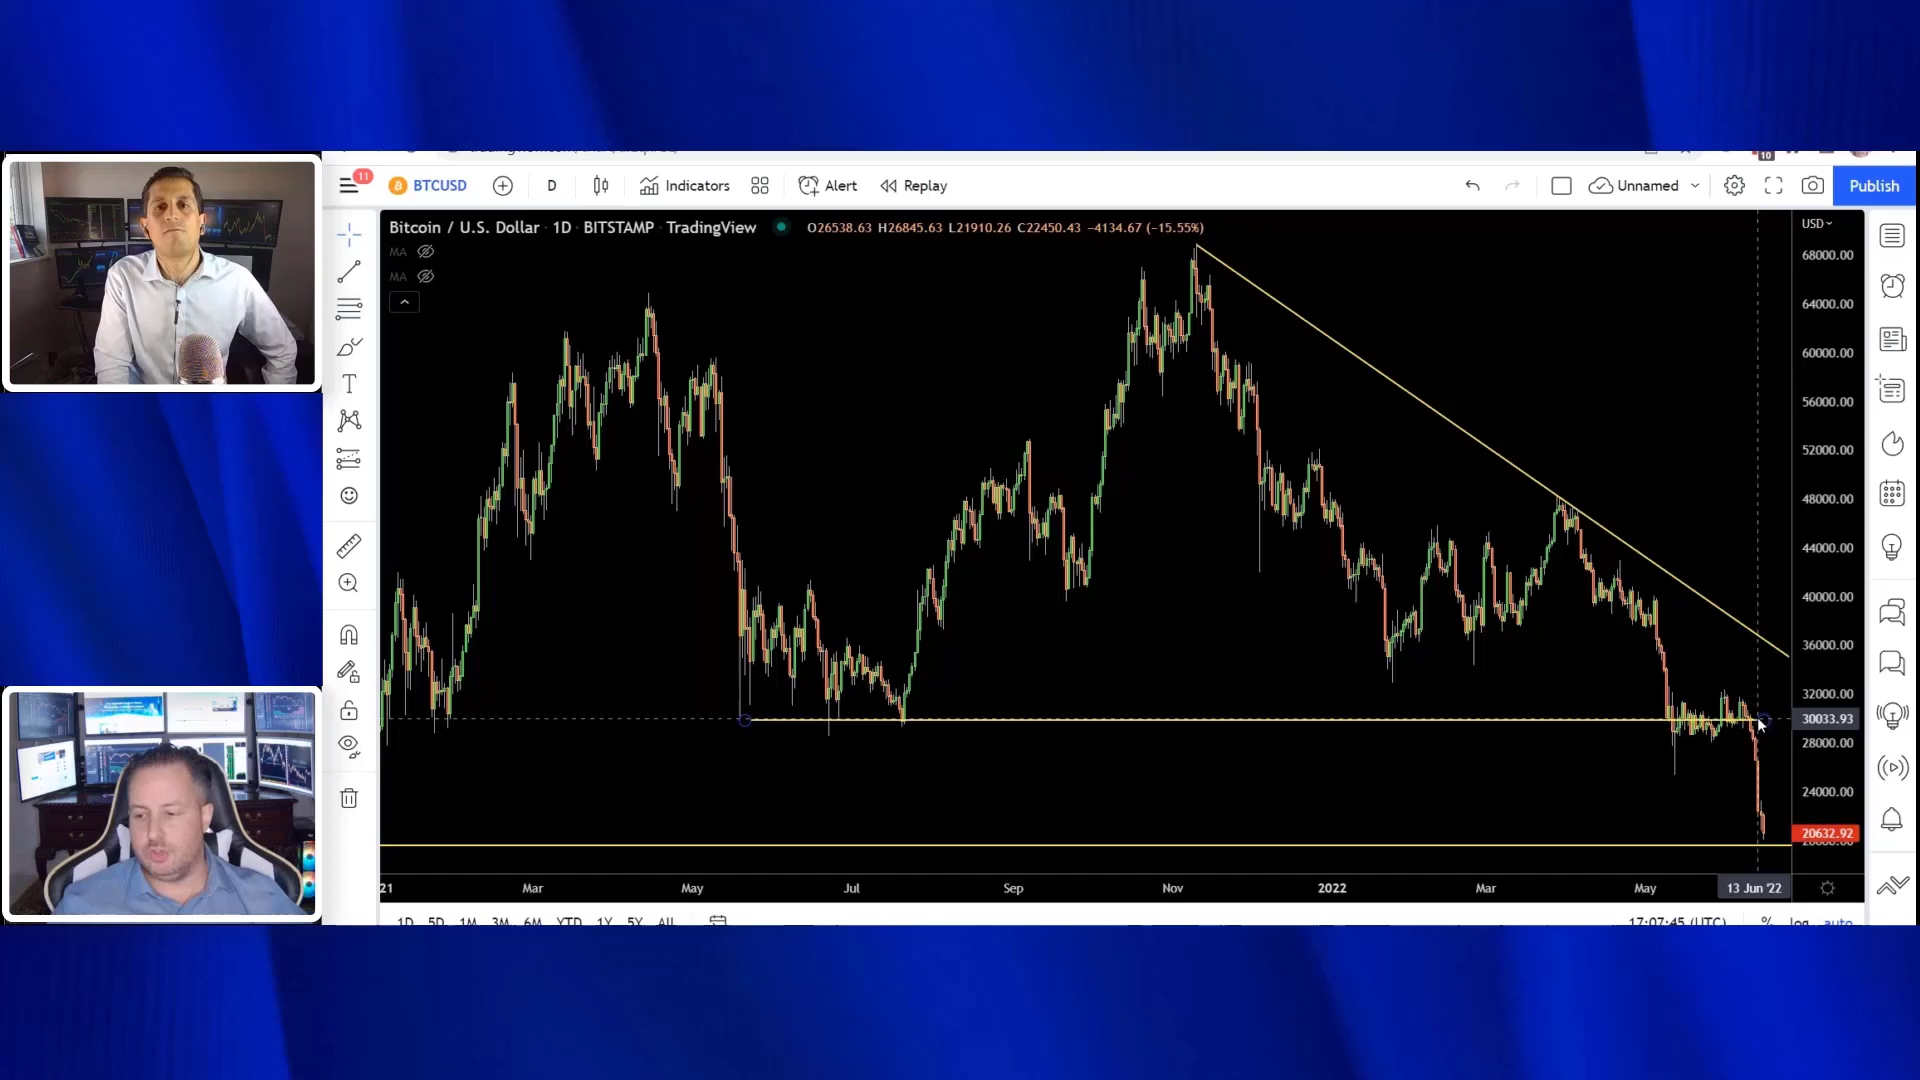 11
BTCUSD
D
Indicators
Alert
Replay
10
Unnamed
Publish
Bitcoin / U.S. Dollar · 1D · BITSTAMP · TradingView
O26538.63 H26845.63 L21910.26 C22450.43 −4134.67 (−15.55%)
USD
MA
MA
68000.00
64000.00
60000.00
56000.00
52000.00
48000.00
44000.00
40000.00
36000.00
32000.00
30033.93
28000.00
24000.00
20632.92
21 Mar May Jul Sep Nov 2022 Mar May 13 Jun '22
1D 5D 1M 3M 6M YTD 1Y 5Y All
17:07:45 (UTC) % log auto